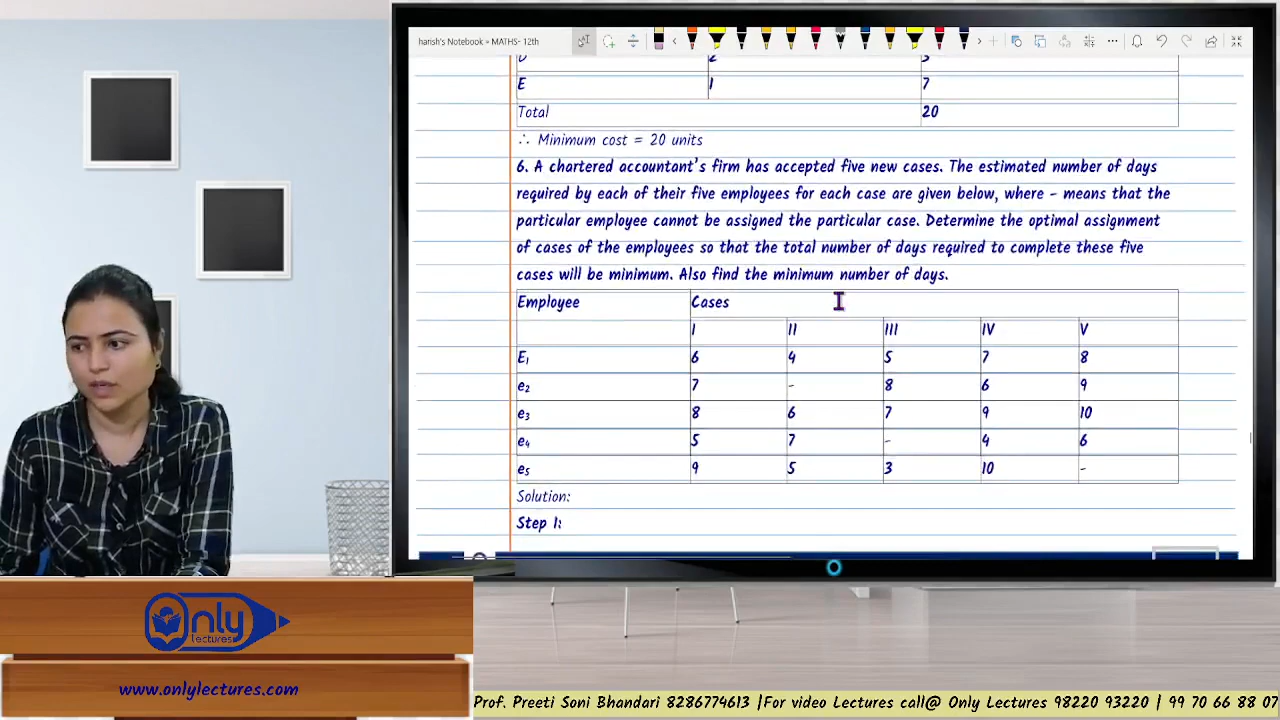 harish's Notebook » MATHS- 12th
D 2 3
E 1 7
Total 20
∴ Minimum cost = 20 units
6. A chartered accountant's firm has accepted five new cases. The estimated number of days
required by each of their five employees for each case are given below, where - means that the
particular employee cannot be assigned the particular case. Determine the optimal assignment
of cases of the employees so that the total number of days required to complete these five
cases will be minimum. Also find the minimum number of days.
Employee Cases
I II III IV V
E₁ 6 4 5 7 8
e₂ 7 - 8 6 9
e₃ 8 6 7 9 10
e₄ 5 7 - 4 6
e₅ 9 5 3 10 -
Solution:
Step 1:
Only
lectures
www.onlylectures.com
Prof. Preeti Soni Bhandari 8286774613 |For video Lectures call@ Only Lectures 98220 93220 | 99 70 66 88 07